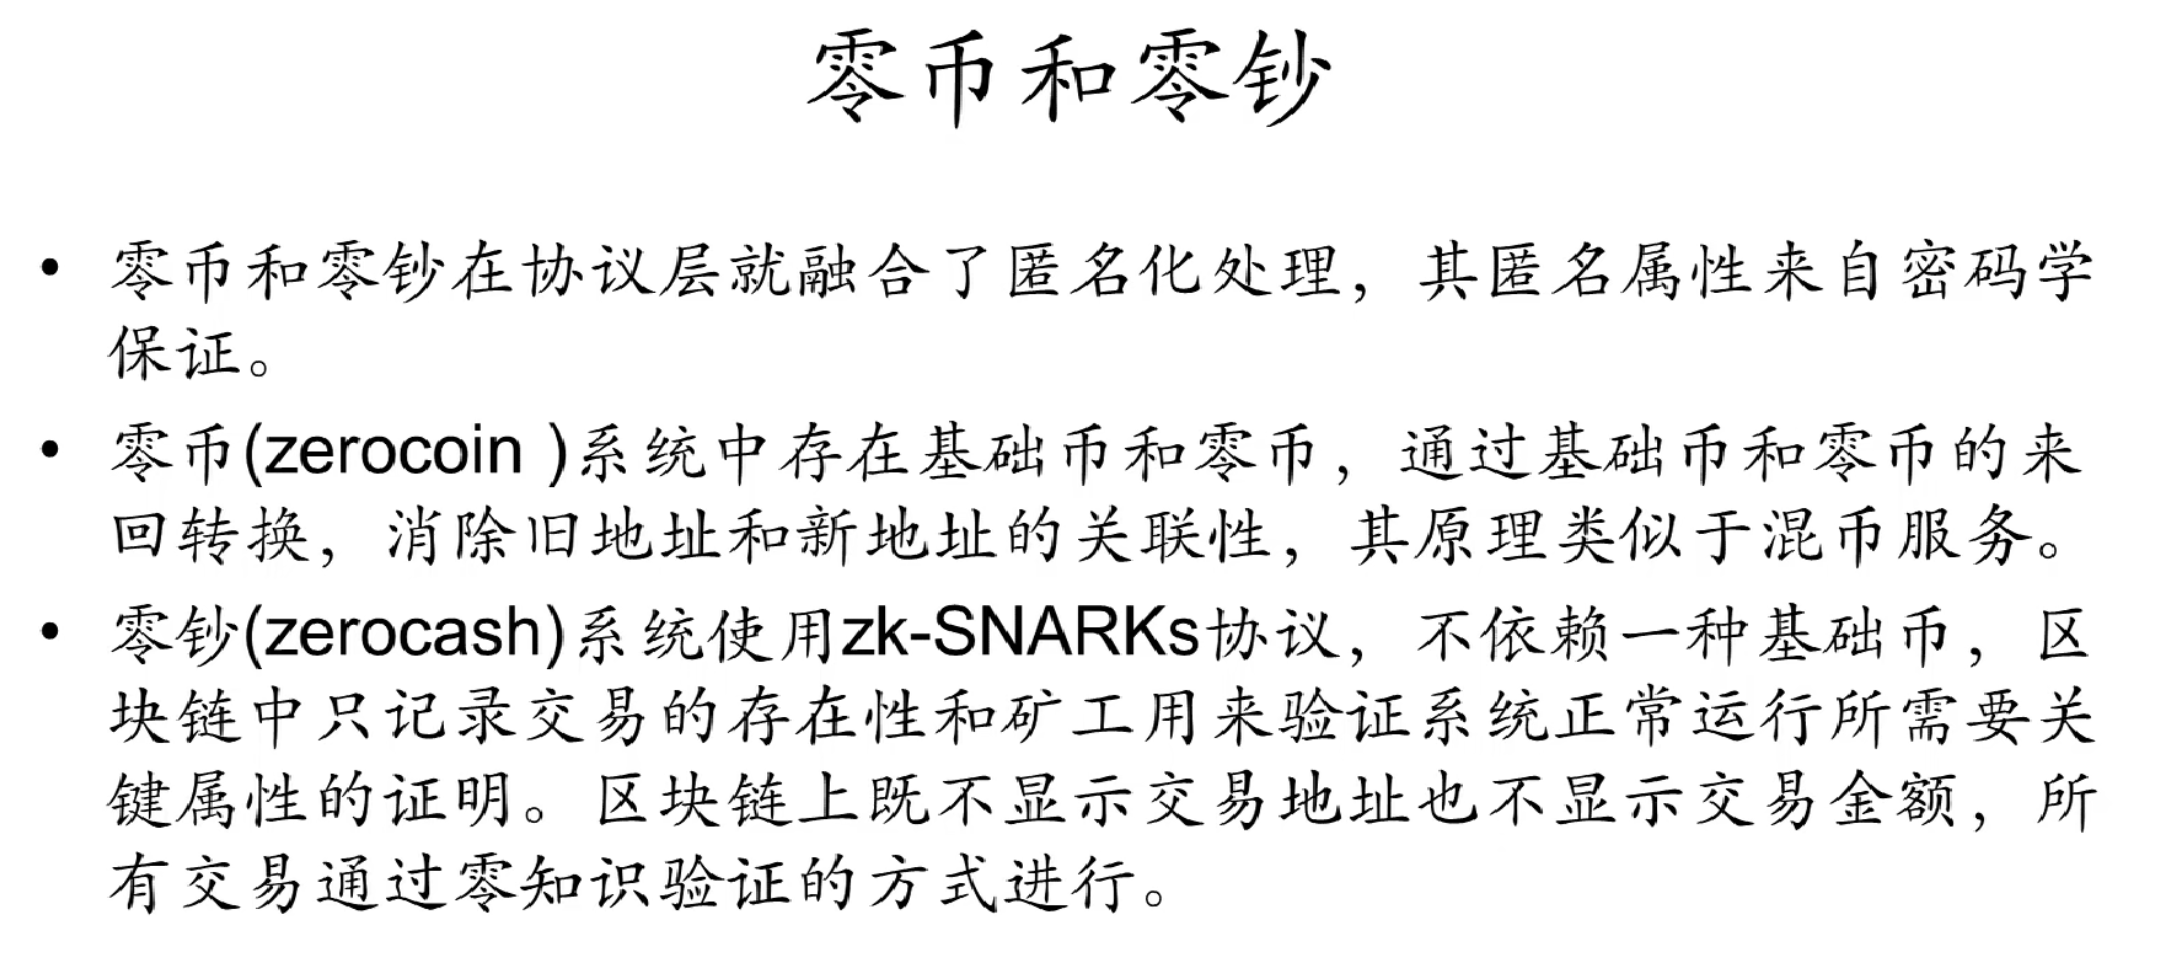 零币和零钞
• 零币和零钞在协议层就融合了匿名化处理，其匿名属性来自密码学
保证。
• 零币(zerocoin )系统中存在基础币和零币，通过基础币和零币的来
回转换，消除旧地址和新地址的关联性，其原理类似于混币服务。
• 零钞(zerocash)系统使用zk-SNARKs协议，不依赖一种基础币，区
块链中只记录交易的存在性和矿工用来验证系统正常运行所需要关
键属性的证明。区块链上既不显示交易地址也不显示交易金额，所
有交易通过零知识验证的方式进行。